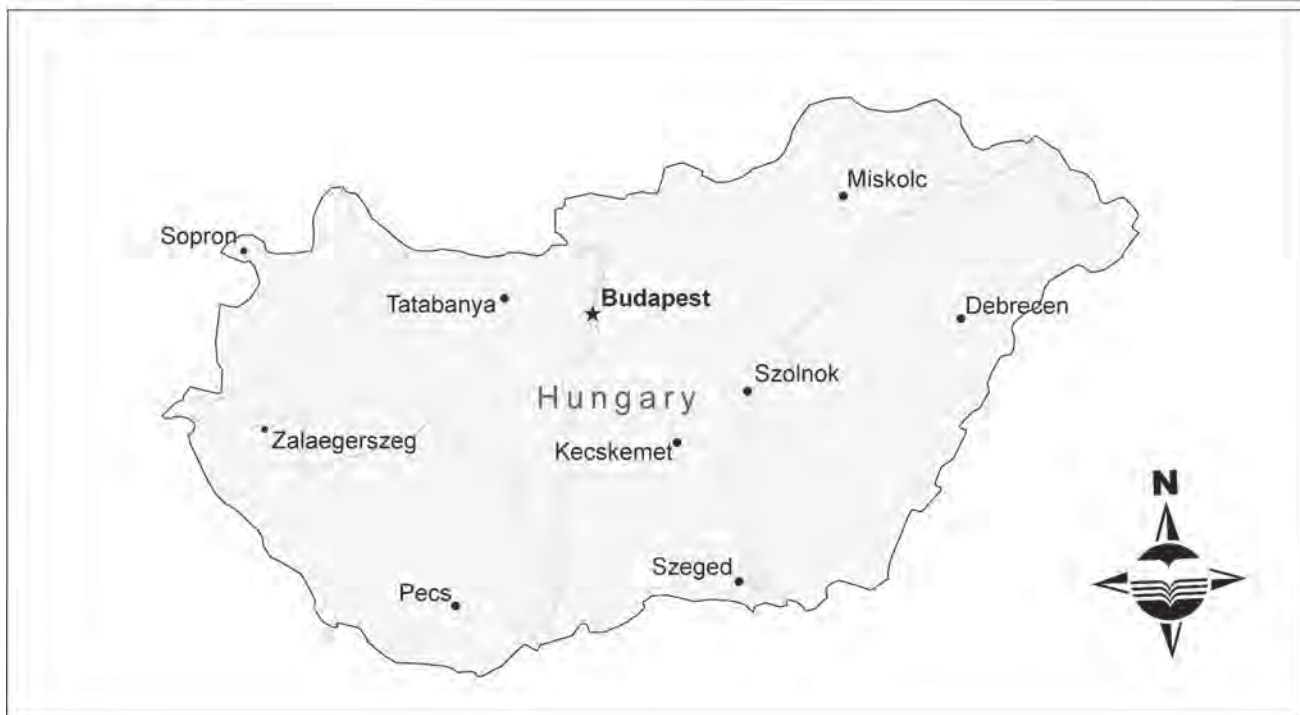 Miskolc
Sopron
Budapest
Tatabanya
Debrecen
Szolnok
Hungary
Zalaegerszeg
Kecskemet
N
Szeged
Pecs